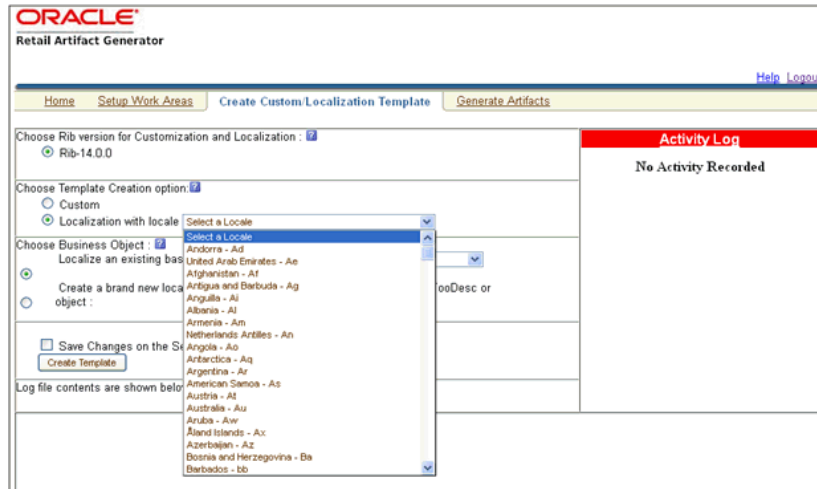 ORACLE
Retail Artifact Generator
Help Logou
Home Setup Work Areas Create Custom/Localization Template Generate Artifacts
Choose Rib version for Customization and Localization : ?
Rib-14.0.0
Choose Template Creation option: ?
Custom
Localization with locale Select a Locale
Select a Locale
Andorra - Ad
United Arab Emirates - Ae
Afghanistan - Af
Antigua and Barbuda - Ag
Anguilla - Ai
Albania - Al
Armenia - Am
Netherlands Antilles - An
Angola - Ao
Antarctica - Aq
Argentina - Ar
American Samoa - As
Austria - At
Australia - Au
Aruba - Aw
Åland Islands - Ax
Azerbaijan - Az
Bosnia and Herzegovina - Ba
Barbados - bb
Choose Business Object : ?
Localize an existing bas
Create a brand new loca ooDesc or
object :
Save Changes on the Se
Create Template
Log file contents are shown belov
Activity Log
No Activity Recorded